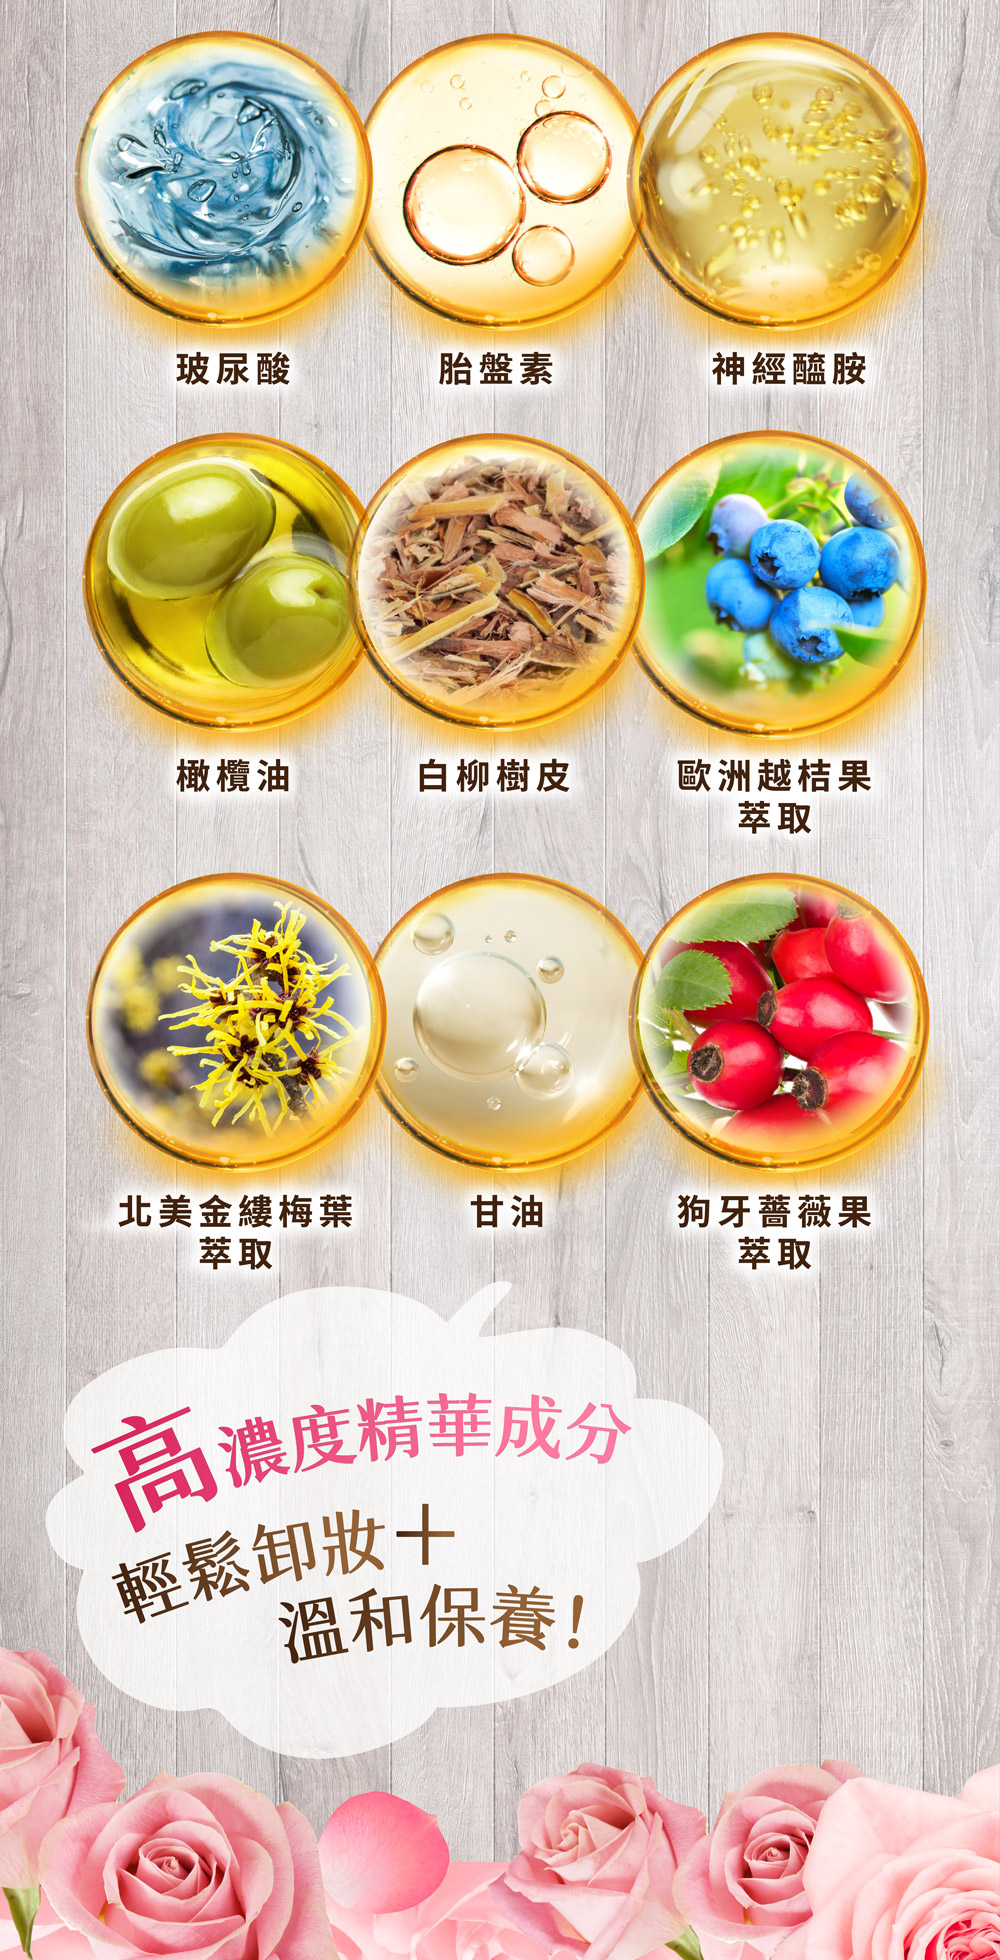 玻尿酸
胎盤素
神經醯胺
橄欖油
白柳樹皮
歐洲越桔果
萃取
北美金縷梅葉
萃取
甘油
狗牙薔薇果
萃取
高濃度精華成分
輕鬆卸妝＋
溫和保養！